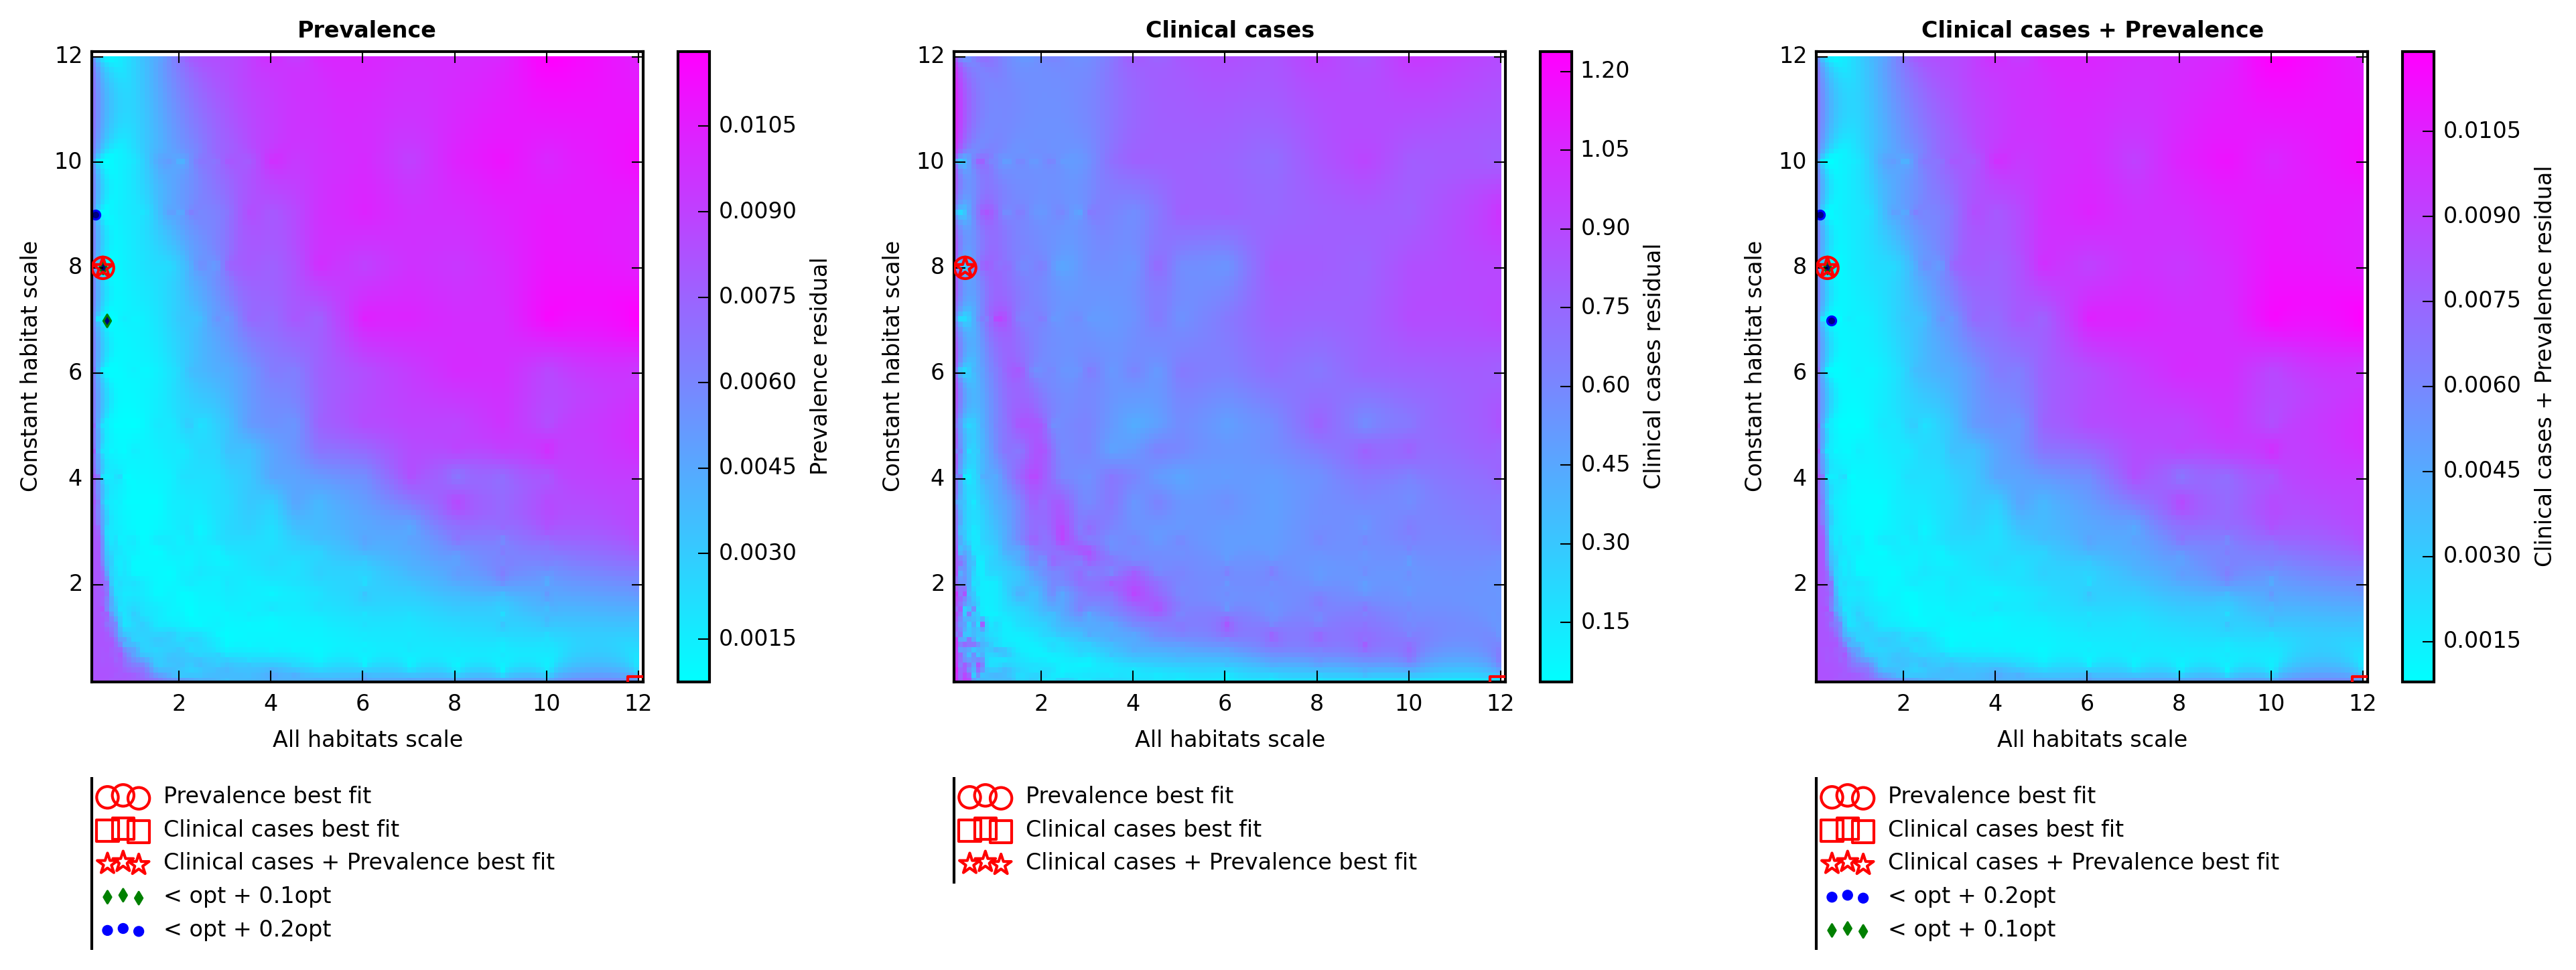 Prevalence
12
10
8
6
4
2
2 4 6 8 10 12
Constant habitat scale
All habitats scale
0.0105
0.0090
0.0075
0.0060
0.0045
0.0030
0.0015
Prevalence residual
Prevalence best fit
Clinical cases best fit
Clinical cases + Prevalence best fit
< opt + 0.1opt
< opt + 0.2opt
Clinical cases
12
10
8
6
4
2
2 4 6 8 10 12
Constant habitat scale
All habitats scale
1.20
1.05
0.90
0.75
0.60
0.45
0.30
0.15
Clinical cases residual
Prevalence best fit
Clinical cases best fit
Clinical cases + Prevalence best fit
Clinical cases + Prevalence
12
10
8
6
4
2
2 4 6 8 10 12
Constant habitat scale
All habitats scale
0.0105
0.0090
0.0075
0.0060
0.0045
0.0030
0.0015
Clinical cases + Prevalence residual
Prevalence best fit
Clinical cases best fit
Clinical cases + Prevalence best fit
< opt + 0.2opt
< opt + 0.1opt